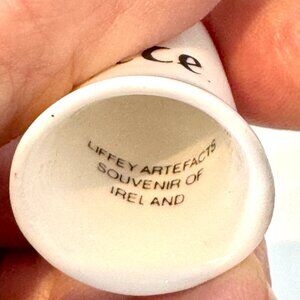 LIFFEY ARTEFACTS
SOUVENIR OF
IRELAND